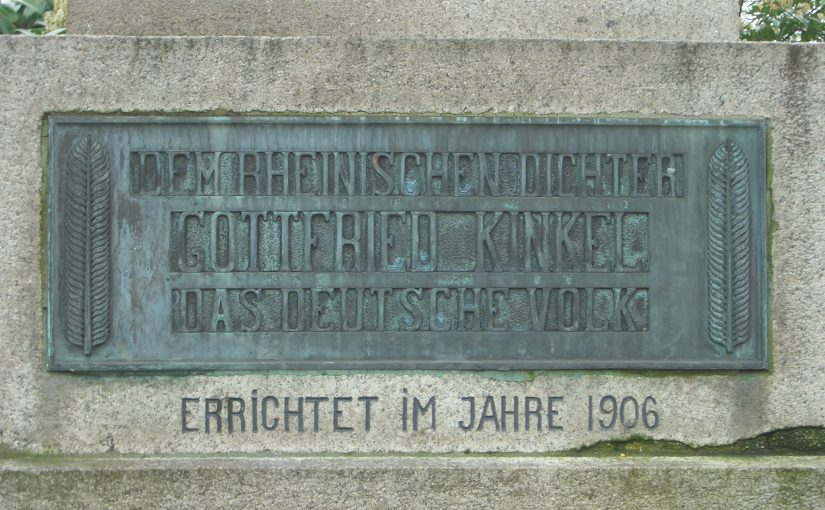 DEM RHEINISCHEN DICHTER
GOTTFRIED KINKEL
DAS DEUTSCHE VOLK
ERRICHTET IM JAHRE 1906